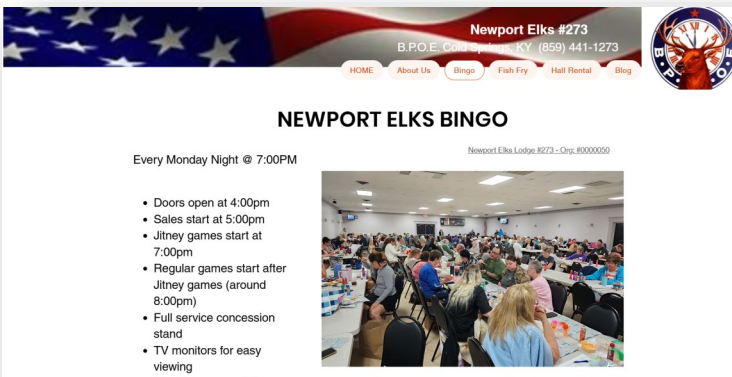 Newport Elks #273
B.P.O.E. Cold Springs, KY (859) 441-1273
HOME About Us Bingo Fish Fry Hall Rental Blog
B.P.O.E
NEWPORT ELKS BINGO
Newport Elks Lodge #273 - Org: #0000050
Every Monday Night @ 7:00PM
• Doors open at 4:00pm
• Sales start at 5:00pm
• Jitney games start at
7:00pm
• Regular games start after
Jitney games (around
8:00pm)
• Full service concession
stand
• TV monitors for easy
viewing